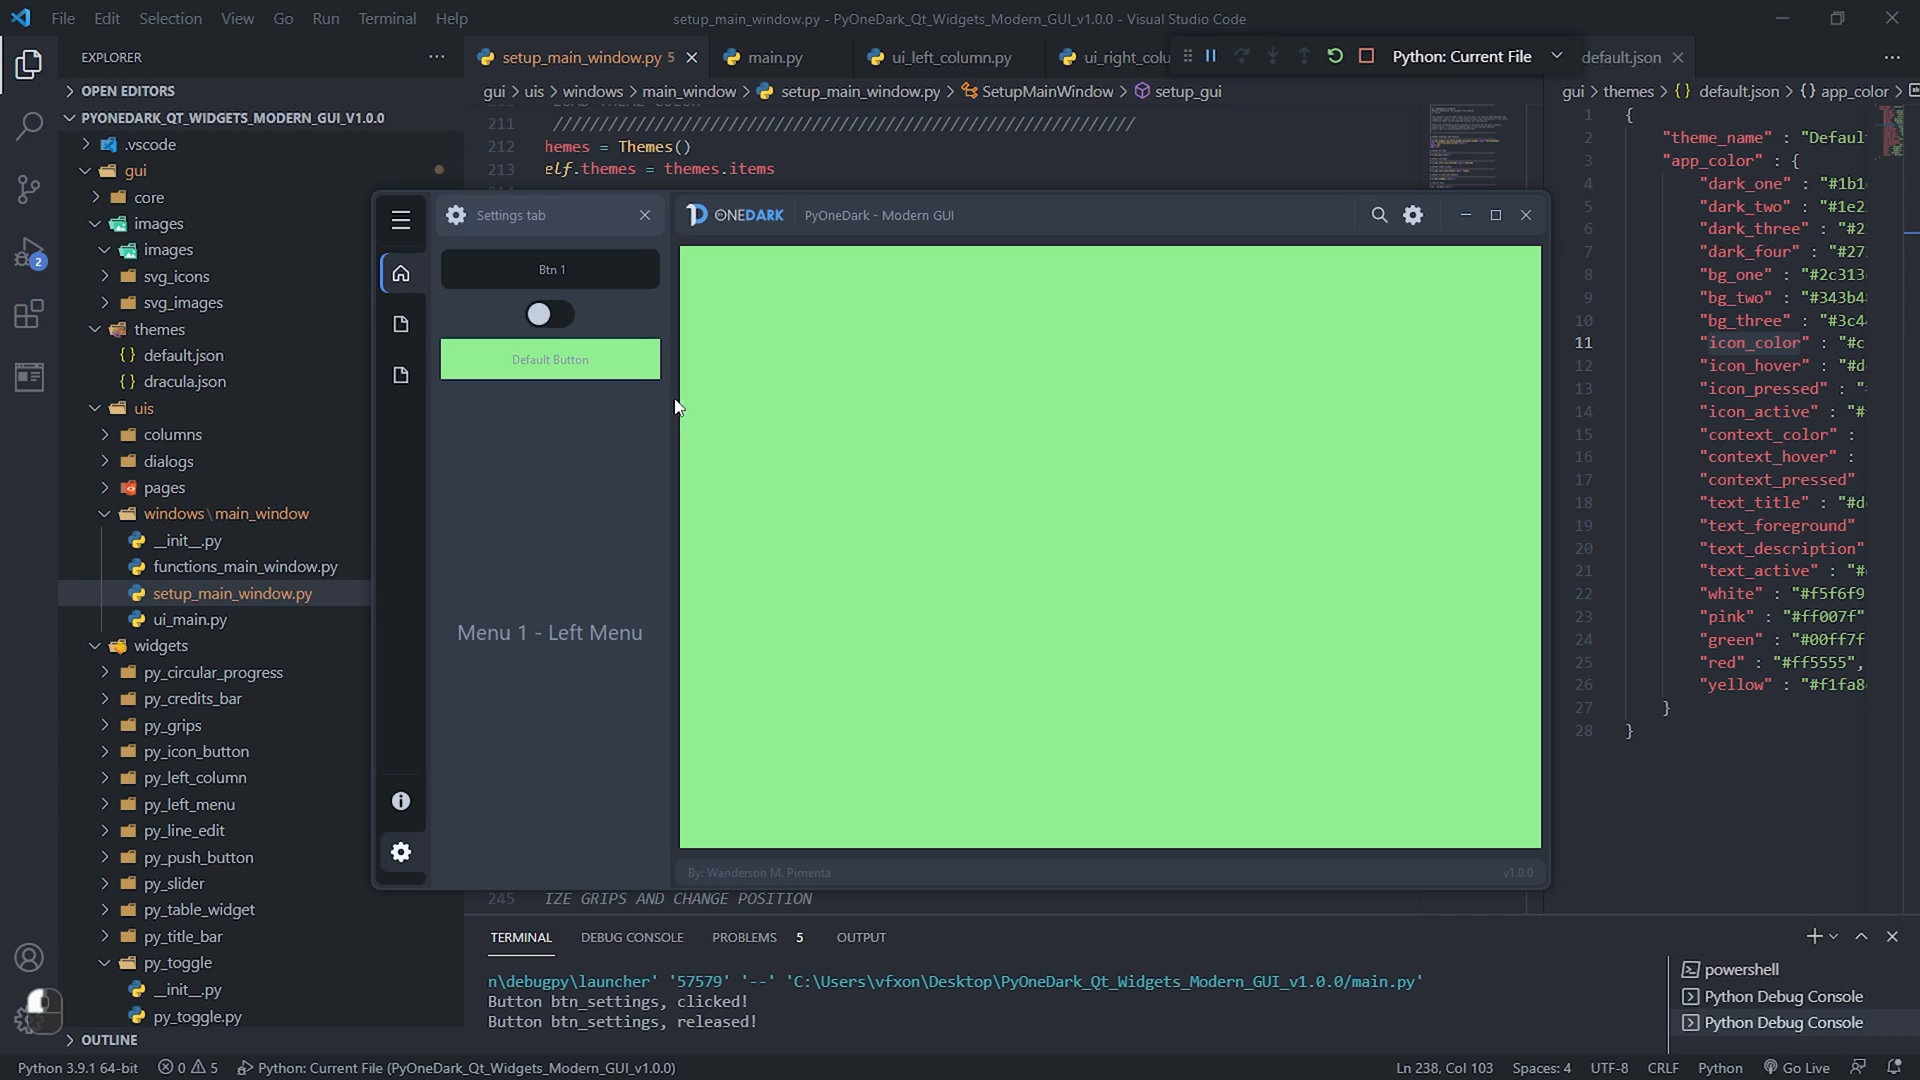 File Edit Selection View Go Run Terminal Help
setup_main_window.py - PyOneDark_Qt_Widgets_Modern_GUI_v1.0.0 - Visual Studio Code
EXPLORER
OPEN EDITORS
PYONEDARK_QT_WIDGETS_MODERN_GUI_V1.0.0
.vscode
gui
core
images
images
svg_icons
svg_images
themes
{} default.json
{} dracula.json
uis
columns
dialogs
pages
windows\main_window
__init__.py
functions_main_window.py
setup_main_window.py
ui_main.py
widgets
py_circular_progress
py_credits_bar
py_grips
py_icon_button
py_left_column
py_left_menu
py_line_edit
py_push_button
py_slider
py_table_widget
py_title_bar
py_toggle
__init__.py
py_toggle.py
OUTLINE
2
setup_main_window.py 5
main.py
ui_left_column.py
ui_right_colu
Python: Current File
default.json
gui > uis > windows > main_window > setup_main_window.py > SetupMainWindow > setup_gui
211 ////////////////////////////////////////////////////////////////
212 hemes = Themes()
213 elf.themes = themes.items
Settings tab
Btn 1
Default Button
Menu 1 - Left Menu
ONEDARK
PyOneDark - Modern GUI
By: Wanderson M. Pimenta
v1.0.0
245 IZE GRIPS AND CHANGE POSITION
gui > themes > {} default.json > {} app_color >
1 {
2 "theme_name" : "Default
3 "app_color" : {
4 "dark_one" : "#1b1
5 "dark_two" : "#1e2
6 "dark_three" : "#2
7 "dark_four" : "#27
8 "bg_one" : "#2c313
9 "bg_two" : "#343b4
10 "bg_three" : "#3c4
11 "icon_color" : "#c
12 "icon_hover" : "#d
13 "icon_pressed" : "
14 "icon_active" : "#
15 "context_color" :
16 "context_hover" :
17 "context_pressed"
18 "text_title" : "#d
19 "text_foreground"
20 "text_description"
21 "text_active" : "#
22 "white" : "#f5f6f9
23 "pink" : "#ff007f"
24 "green" : "#00ff7f
25 "red" : "#ff5555",
26 "yellow" : "#f1fa8
27 }
28 }
TERMINAL DEBUG CONSOLE PROBLEMS 5 OUTPUT
n\debugpy\launcher' '57579' '--' 'C:\Users\vfxon\Desktop\PyOneDark_Qt_Widgets_Modern_GUI_v1.0.0/main.py'
Button btn_settings, clicked!
Button btn_settings, released!
powershell
Python Debug Console
Python Debug Console
Python 3.9.1 64-bit 0 5 Python: Current File (PyOneDark_Qt_Widgets_Modern_GUI_v1.0.0)
Ln 238, Col 103 Spaces: 4 UTF-8 CRLF Python Go Live